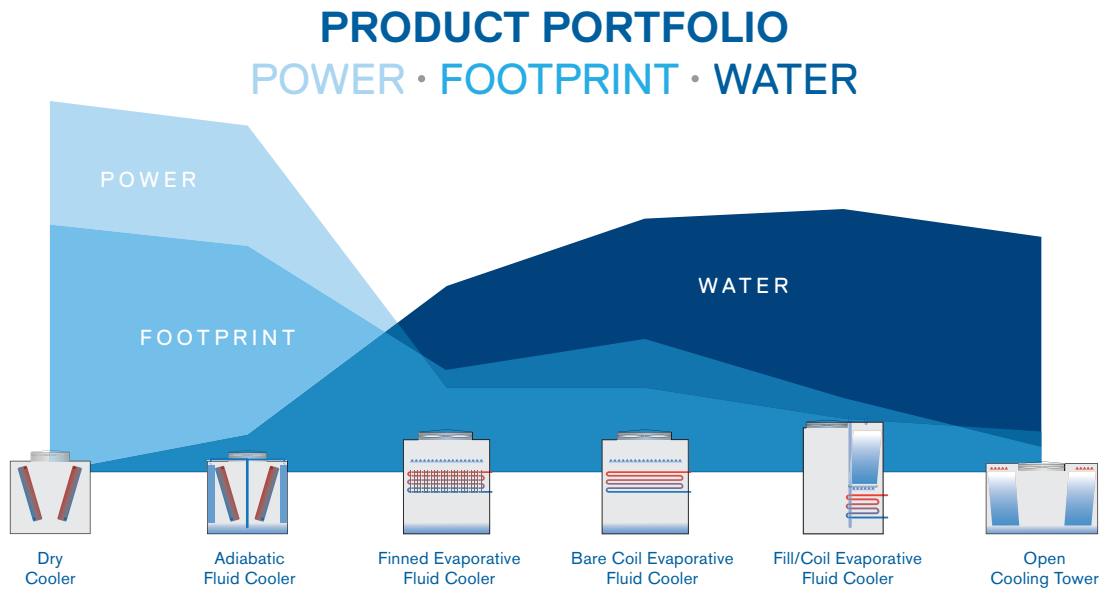 PRODUCT PORTFOLIO
POWER • FOOTPRINT • WATER
POWER
FOOTPRINT
WATER
Dry
Cooler
Adiabatic
Fluid Cooler
Finned Evaporative
Fluid Cooler
Bare Coil Evaporative
Fluid Cooler
Fill/Coil Evaporative
Fluid Cooler
Open
Cooling Tower